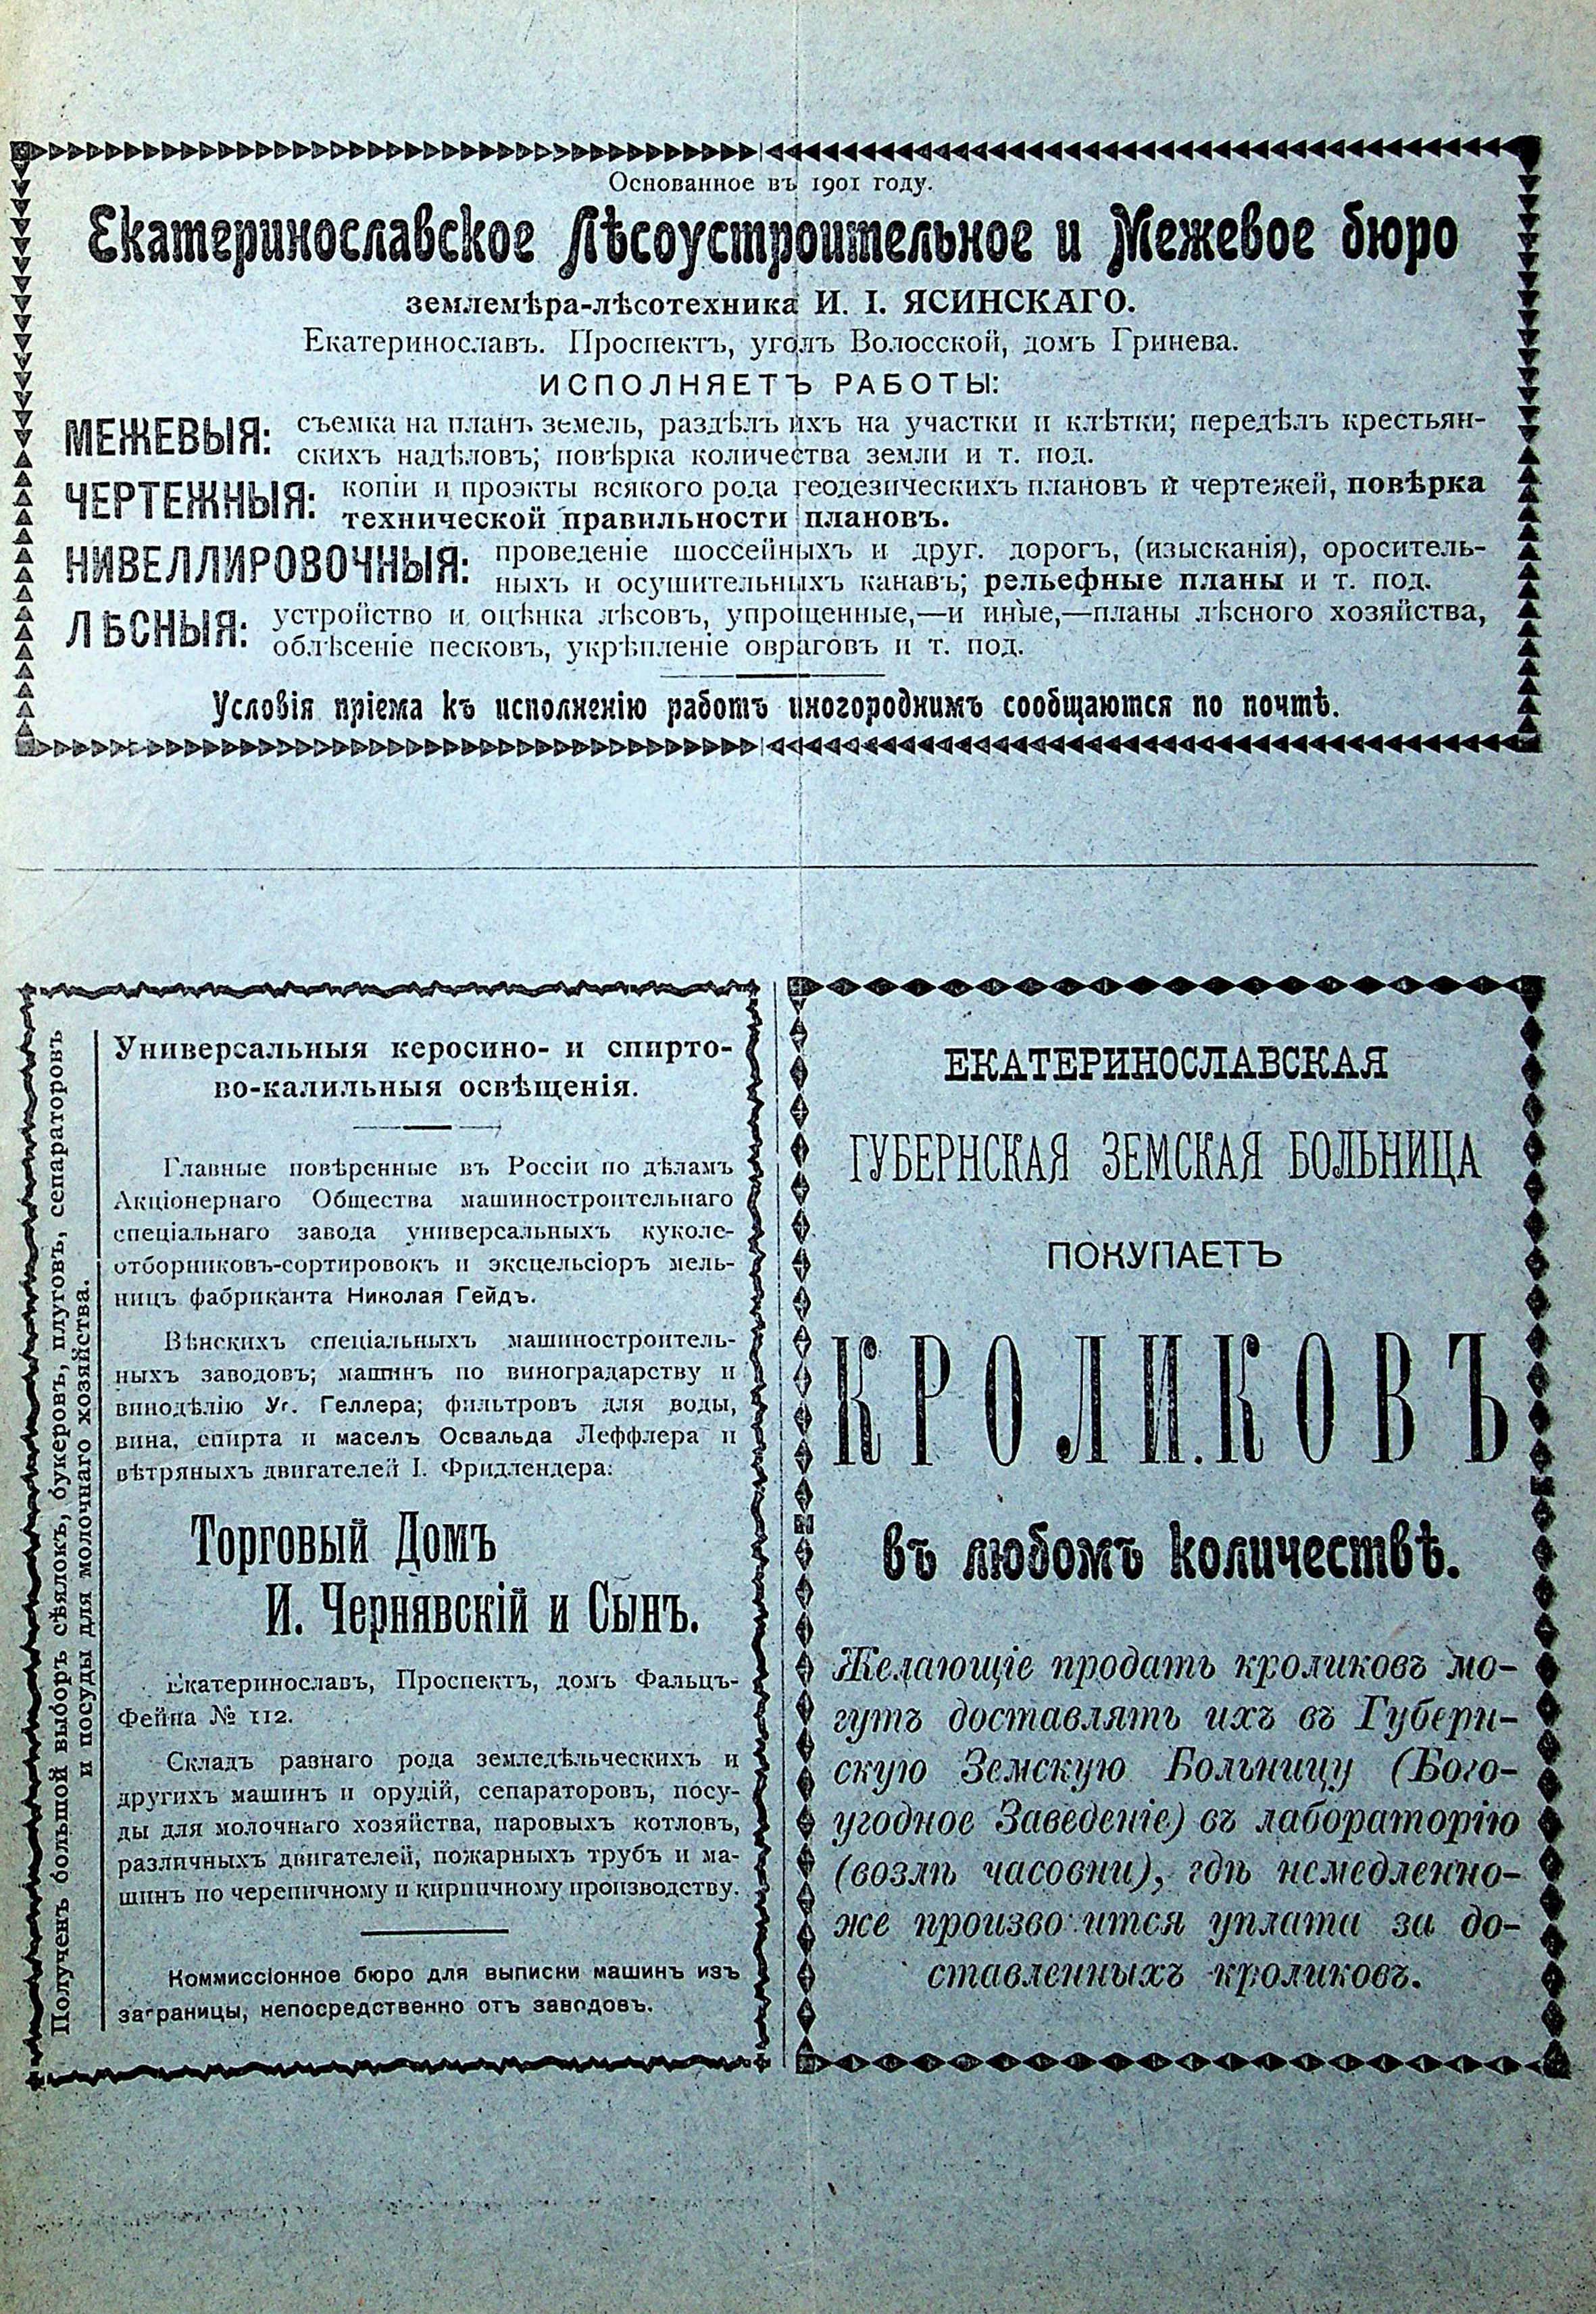 Основанное въ 1901 году.
Екатеринославское Лѣсоустроительное и Межевое бюро
землемѣра-лѣсотехника И. І. ЯСИНСКАГО.
Екатеринославъ. Проспектъ, уголъ Волосской, домъ Гринева.
ИСПОЛНЯЕТЪ РАБОТЫ:
МЕЖЕВЫЯ: съемка на планъ земель, раздѣлъ ихъ на участки и клѣтки; передѣлъ крестьян-
скихъ надѣловъ; повѣрка количества земли и т. под.
ЧЕРТЕЖНЫЯ: копіи и проэкты всякого рода геодезическихъ плановъ и чертежей, повѣрка
технической правильности плановъ.
НИВЕЛЛИРОВОЧНЫЯ: проведеніе шоссейныхъ и друг. дорогъ, (изысканія), ороситель-
ныхъ и осушительныхъ канавъ; рельефные планы и т. под.
ЛѢСНЫЯ: устройство и оцѣнка лѣсовъ, упрощенные,—и иные,—планы лѣсного хозяйства,
облѣсеніе песковъ, укрѣпленіе овраговъ и т. под.
Условія пріема къ исполненію работъ иногороднимъ сообщаются по почтѣ.
Полученъ большой выборъ сѣялокъ, букеровъ, плуговъ, сепараторовъ
и посуды для молочнаго хозяйства.
Универсальныя керосино- и спирто-
во-калильныя освѣщенія.
Главные повѣренные въ Россіи по дѣламъ
Акціонернаго Общества машиностроительнаго
спеціальнаго завода универсальныхъ куколе-
отборниковъ-сортировокъ и эксцельсіоръ мель-
ницъ фабриканта Николая Гейдъ.
Вѣнскихъ спеціальныхъ машиностроитель-
ныхъ заводовъ; машинъ по виноградарству и
винодѣлію Уг. Геллера; фильтровъ для воды,
вина, спирта и маселъ Освальда Леффлера и
вѣтряныхъ двигателей І. Фридлендера:
Торговый Домъ
И. Чернявскій и Сынъ.
Екатеринославъ, Проспектъ, домъ Фальцъ-
Фейна № 112.
Складъ разнаго рода земледѣльческихъ и
другихъ машинъ и орудій, сепараторовъ, посу-
ды для молочнаго хозяйства, паровыхъ котловъ,
различныхъ двигателей, пожарныхъ трубъ и ма-
шинъ по черепичному и кирпичному производству.
Коммиссіонное бюро для выписки машинъ изъ
заграницы, непосредственно отъ заводовъ.
ЕКАТЕРИНОСЛАВСКАЯ
ГУБЕРНСКАЯ ЗЕМСКАЯ БОЛЬНИЦА
ПОКУПАЕТЪ
КРОЛИКОВЪ
въ любомъ количествѣ.
Желающіе продать кроликовъ мо-
гутъ доставлять ихъ въ Губерн-
скую Земскую Больницу (Бого-
угодное Заведеніе) въ лабораторію
(возлѣ часовни), гдѣ немедленно-
же производится уплата за до-
ставленныхъ кроликовъ.